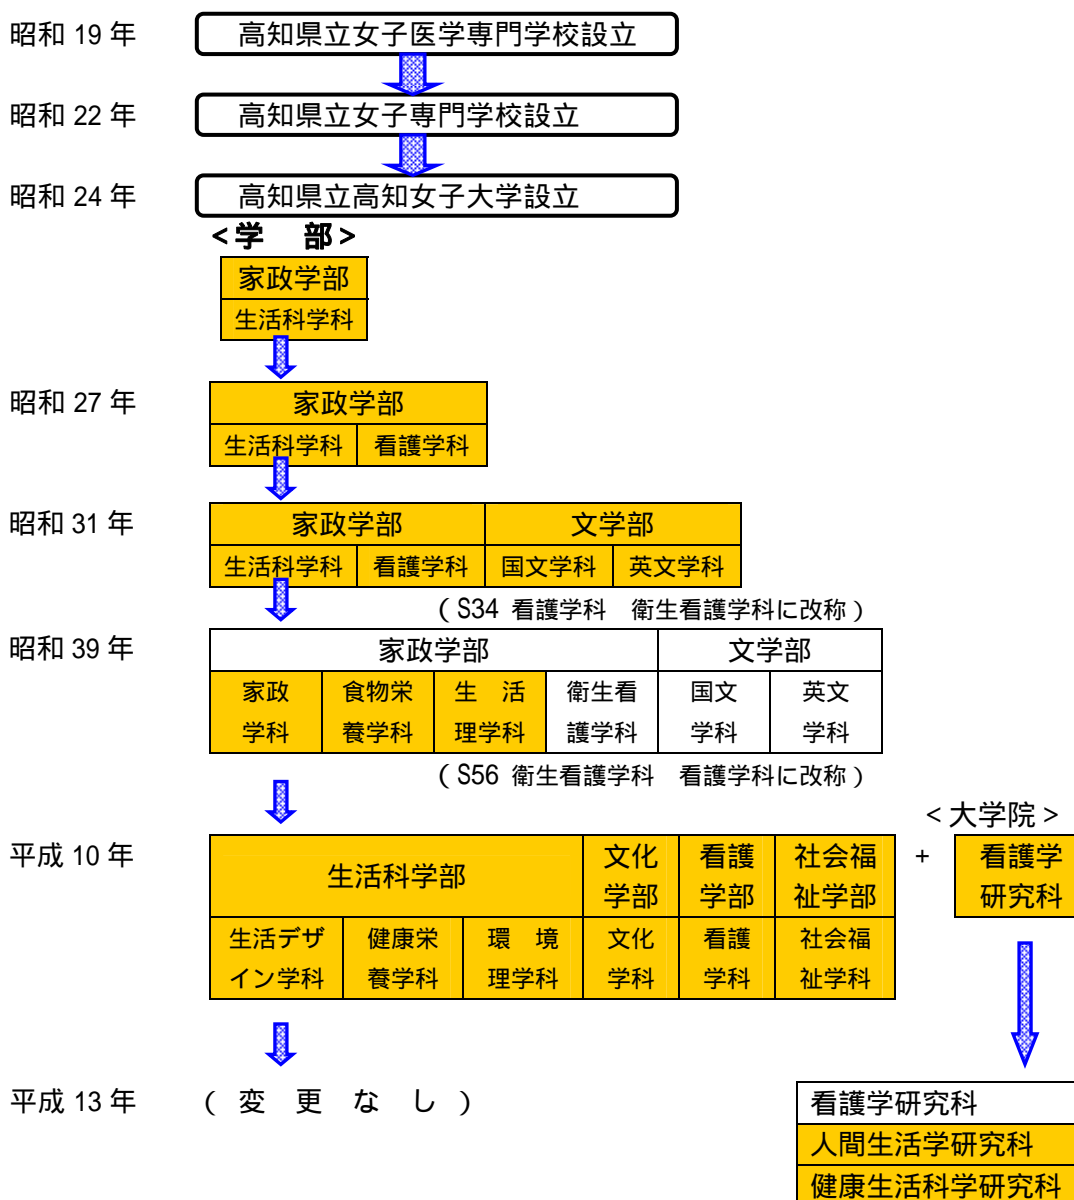 昭和 19 年 高知県立女子医学専門学校設立
昭和 22 年 高知県立女子専門学校設立
昭和 24 年 高知県立高知女子大学設立
<学 部>
家政学部
生活科学科
昭和 27 年 家政学部
生活科学科 看護学科
昭和 31 年 家政学部 文学部
生活科学科 看護学科 国文学科 英文学科
( S34 看護学科 衛生看護学科に改称 )
昭和 39 年 家政学部 文学部
家政 食物栄 生 活 衛生看 国文 英文
学科 養学科 理学科 護学科 学科 学科
( S56 衛生看護学科 看護学科に改称 )
< 大学院 >
平成 10 年 生活科学部 文化 看護 社会福 + 看護学
学部 学部 祉学部 研究科
生活デザ 健康栄 環 境 文化 看護 社会福
イン学科 養学科 理学科 学科 学科 祉学科
平成 13 年 ( 変 更 な し ) 看護学研究科
人間生活学研究科
健康生活科学研究科